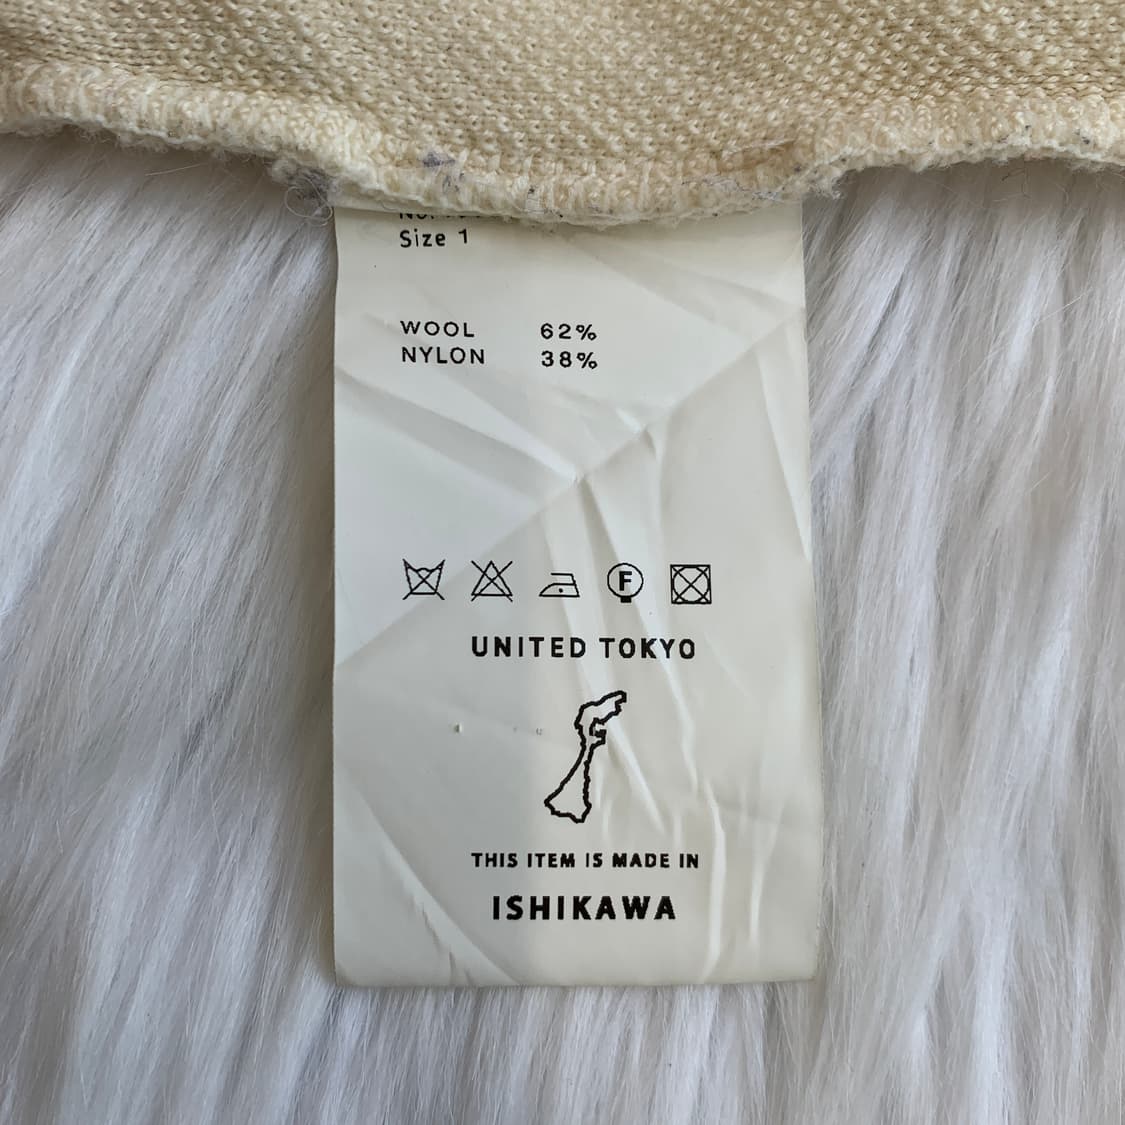 Size 1
WOOL 62%
NYLON 38%
F
UNITED TOKYO
THIS ITEM IS MADE IN
ISHIKAWA